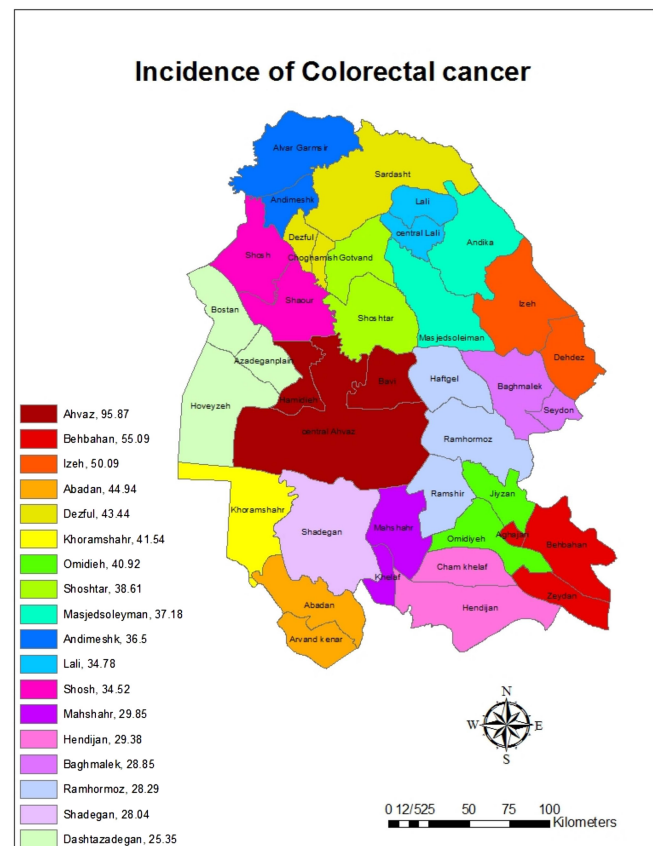 Incidence of Colorectal cancer
Alvar Garmsir
Sardasht
Andimeshk
Lali
central Lali
Dezful
Choghamish
Gotvand
Andika
Shosh
Shaour
Izeh
Bostan
Shoshtar
Masjedsoleiman
Dehdez
Azadeganplain
Bavi
Haftgel
Baghmalek
Seydon
Hamidieh
Hoveyzeh
central Ahvaz
Ramhormoz
Khoramshahr
Shadegan
Mahshahr
Ramshir
Jiyzan
Omidiyeh
Aghajari
Behbahan
Cham khelaf
Khelaf
Zaydan
Abadan
Hendijan
Arvand kenar
Ahvaz, 95.87
Behbahan, 55.09
Izeh, 50.09
Abadan, 44.94
Dezful, 43.44
Khoramshahr, 41.54
Omidieh, 40.92
Shoshtar, 38.61
Masjedsoleyman, 37.18
Andimeshk, 36.5
Lali, 34.78
Shosh, 34.52
Mahshahr, 29.85
Hendijan, 29.38
Baghmalek, 28.85
Ramhormoz, 28.29
Shadegan, 28.04
Dashtazadegan, 25.35
N
W
E
S
0 12/525 50 75 100
Kilometers